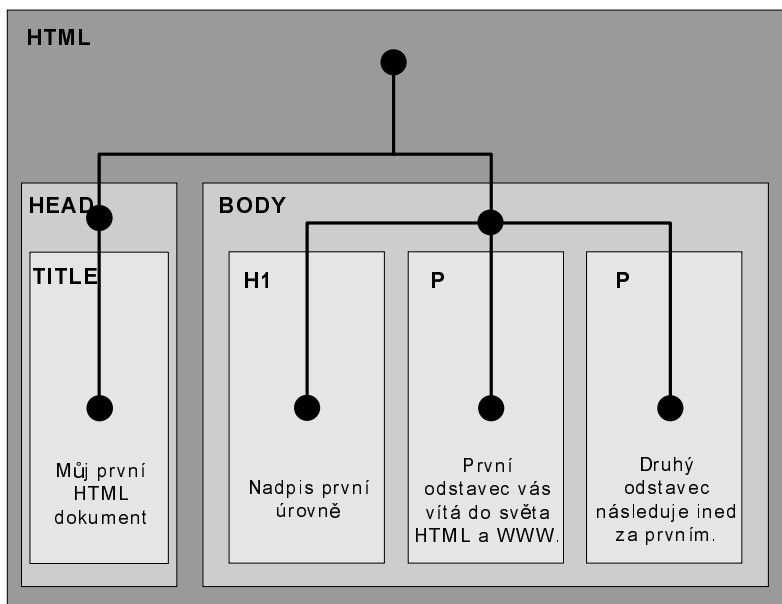 HTML
HEAD
BODY
TITLE
H1
P
P
Můj první
HTML
dokument
Nadpis první
úrovně
První
odstavec vás
vítá do světa
HTML a WWW.
Druhý
odstavec
následuje ined
za prvním.